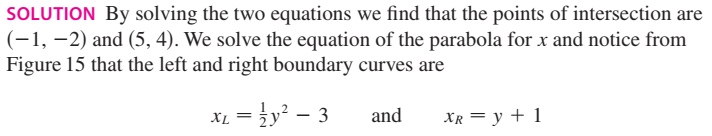 SOLUTION By solving the two equations we find that the points of intersection are
(−1, −2) and (5, 4). We solve the equation of the parabola for x and notice from
Figure 15 that the left and right boundary curves are
x_L = ½y² − 3 and x_R = y + 1